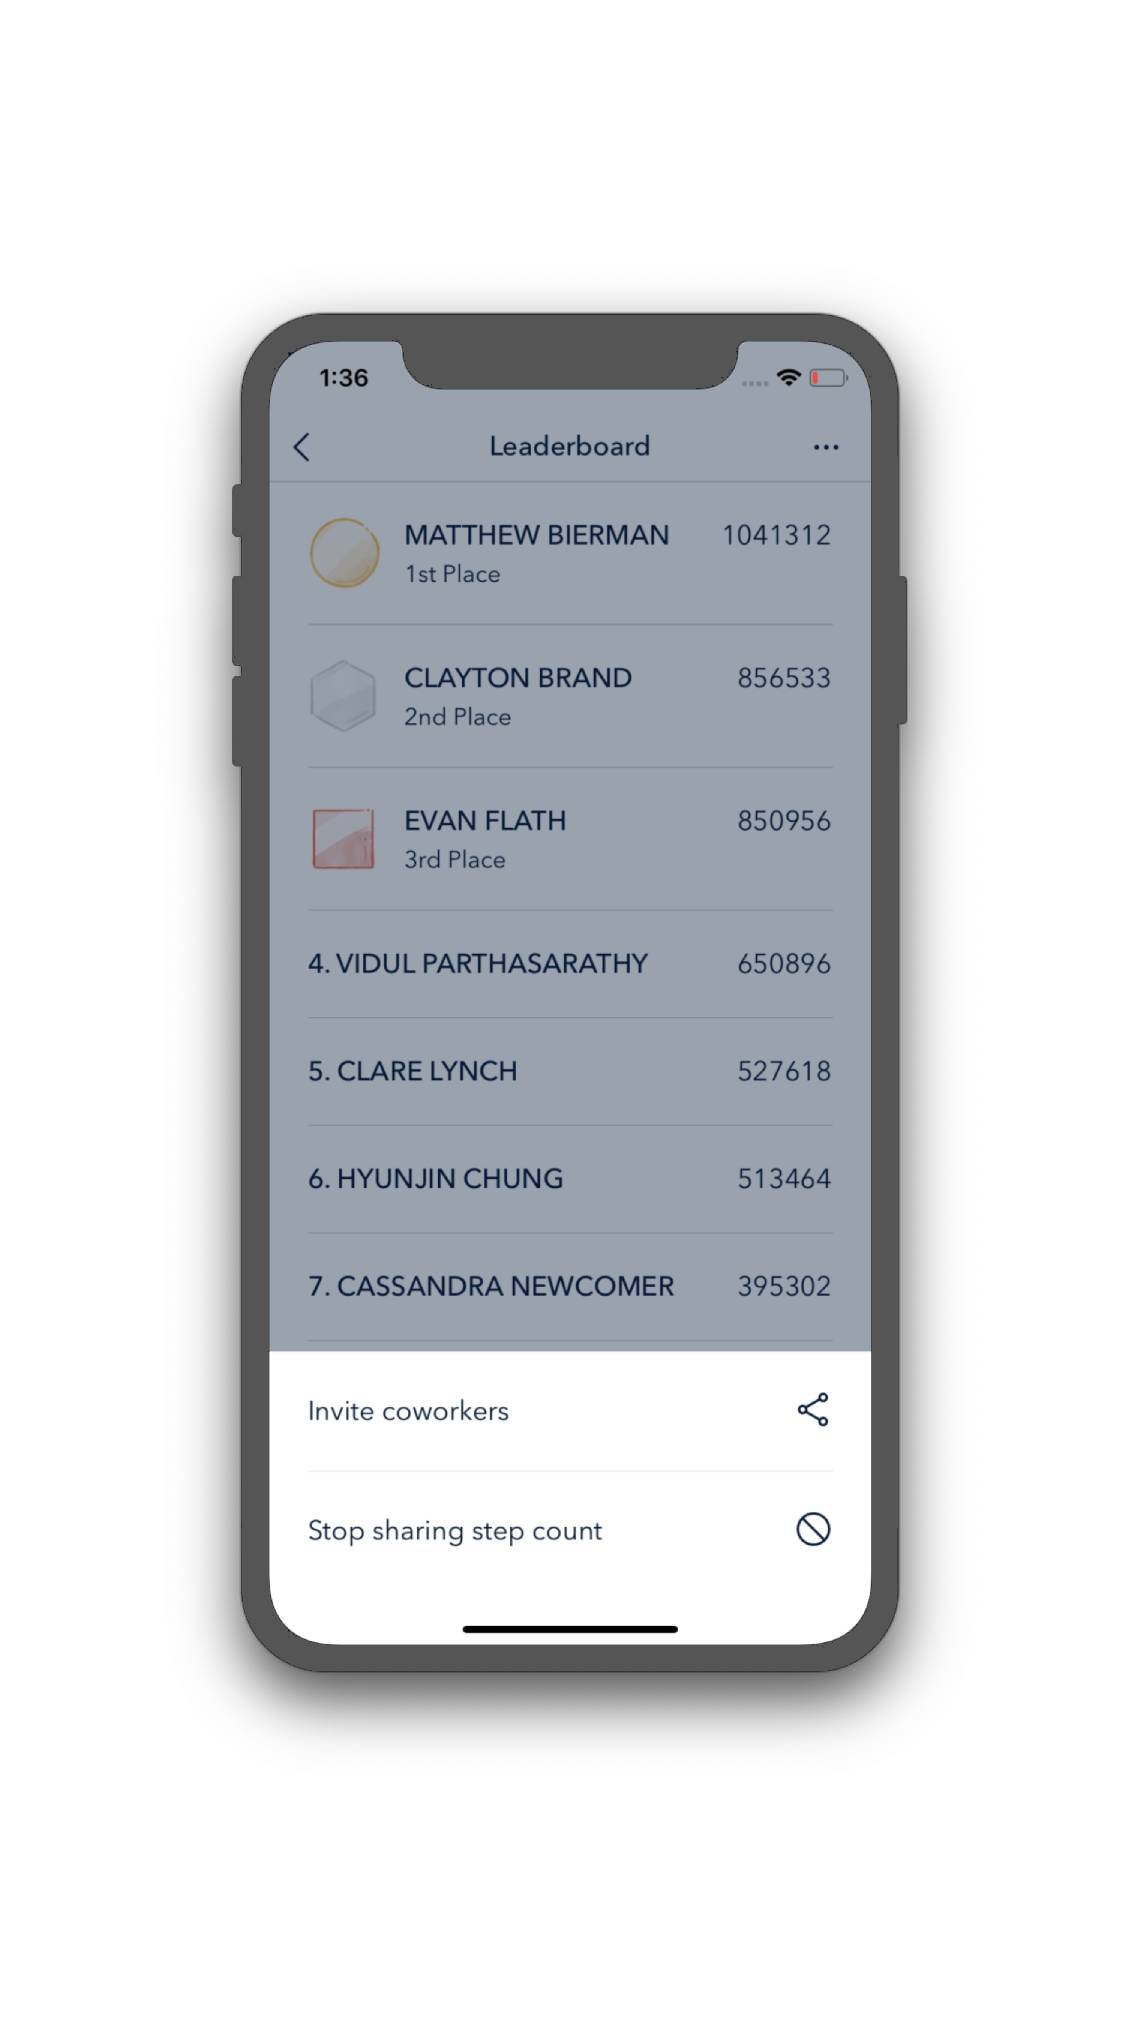 1:36
Leaderboard
MATTHEW BIERMAN 1041312
1st Place
CLAYTON BRAND 856533
2nd Place
EVAN FLATH 850956
3rd Place
4. VIDUL PARTHASARATHY 650896
5. CLARE LYNCH 527618
6. HYUNJIN CHUNG 513464
7. CASSANDRA NEWCOMER 395302
Invite coworkers
Stop sharing step count